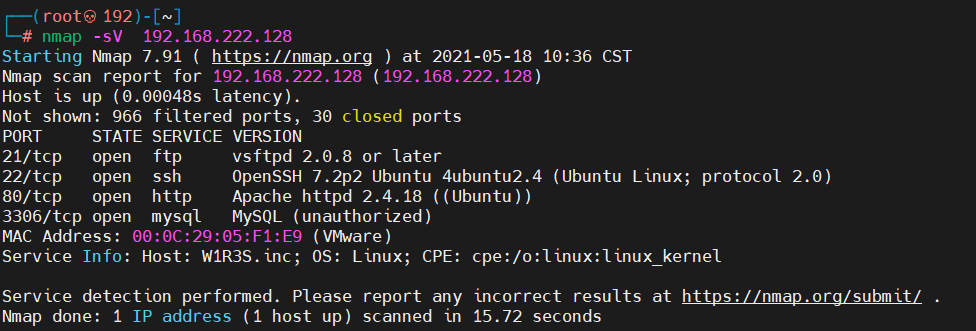 ┌──(root💀192)-[~]
└─# nmap -sV  192.168.222.128
Starting Nmap 7.91 ( https://nmap.org ) at 2021-05-18 10:36 CST
Nmap scan report for 192.168.222.128 (192.168.222.128)
Host is up (0.00048s latency).
Not shown: 966 filtered ports, 30 closed ports
PORT     STATE SERVICE VERSION
21/tcp   open  ftp     vsftpd 2.0.8 or later
22/tcp   open  ssh     OpenSSH 7.2p2 Ubuntu 4ubuntu2.4 (Ubuntu Linux; protocol 2.0)
80/tcp   open  http    Apache httpd 2.4.18 ((Ubuntu))
3306/tcp open  mysql   MySQL (unauthorized)
MAC Address: 00:0C:29:05:F1:E9 (VMware)
Service Info: Host: W1R3S.inc; OS: Linux; CPE: cpe:/o:linux:linux_kernel

Service detection performed. Please report any incorrect results at https://nmap.org/submit/ .
Nmap done: 1 IP address (1 host up) scanned in 15.72 seconds